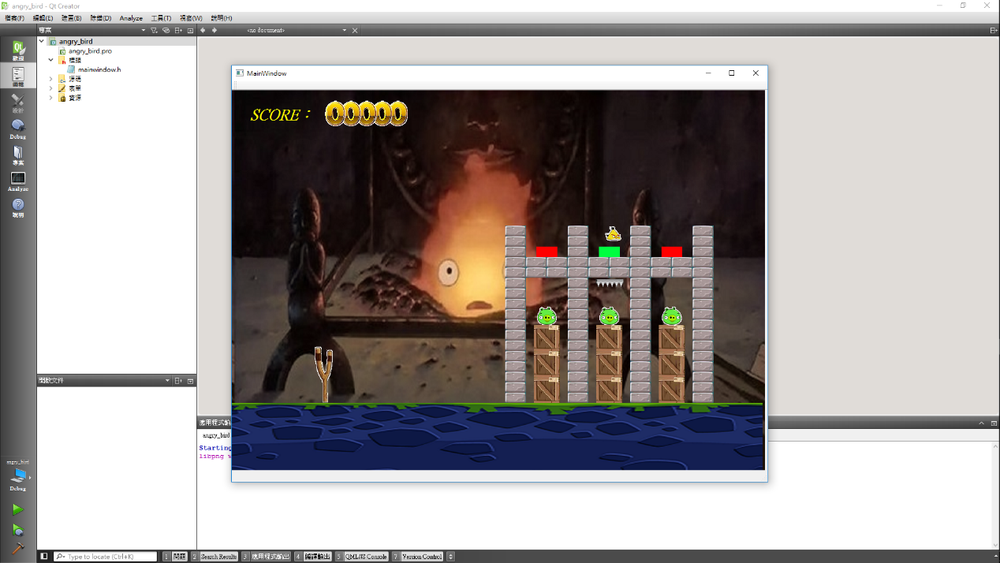 angry_bird - Qt Creator
檔案(F) 編輯(E) 建置(B) 除錯(D) Analyze 工具(T) 視窗(W) 說明(H)
專案
<no document>
Qt
歡迎
編輯
設計
Debug
專案
Analyze
說明
angry_bird
angry_bird.pro
標頭
mainwindow.h
源碼
表單
資源
MainWindow
SCORE： 00000
開啟文件
應用程式輸
angry_bird
Starting
libpng w
angry_bird
Debug
Type to locate (Ctrl+K)
1 問題 2 Search Results 3 應用程式輸出 4 編譯輸出 5 QML/JS Console 7 Version Control